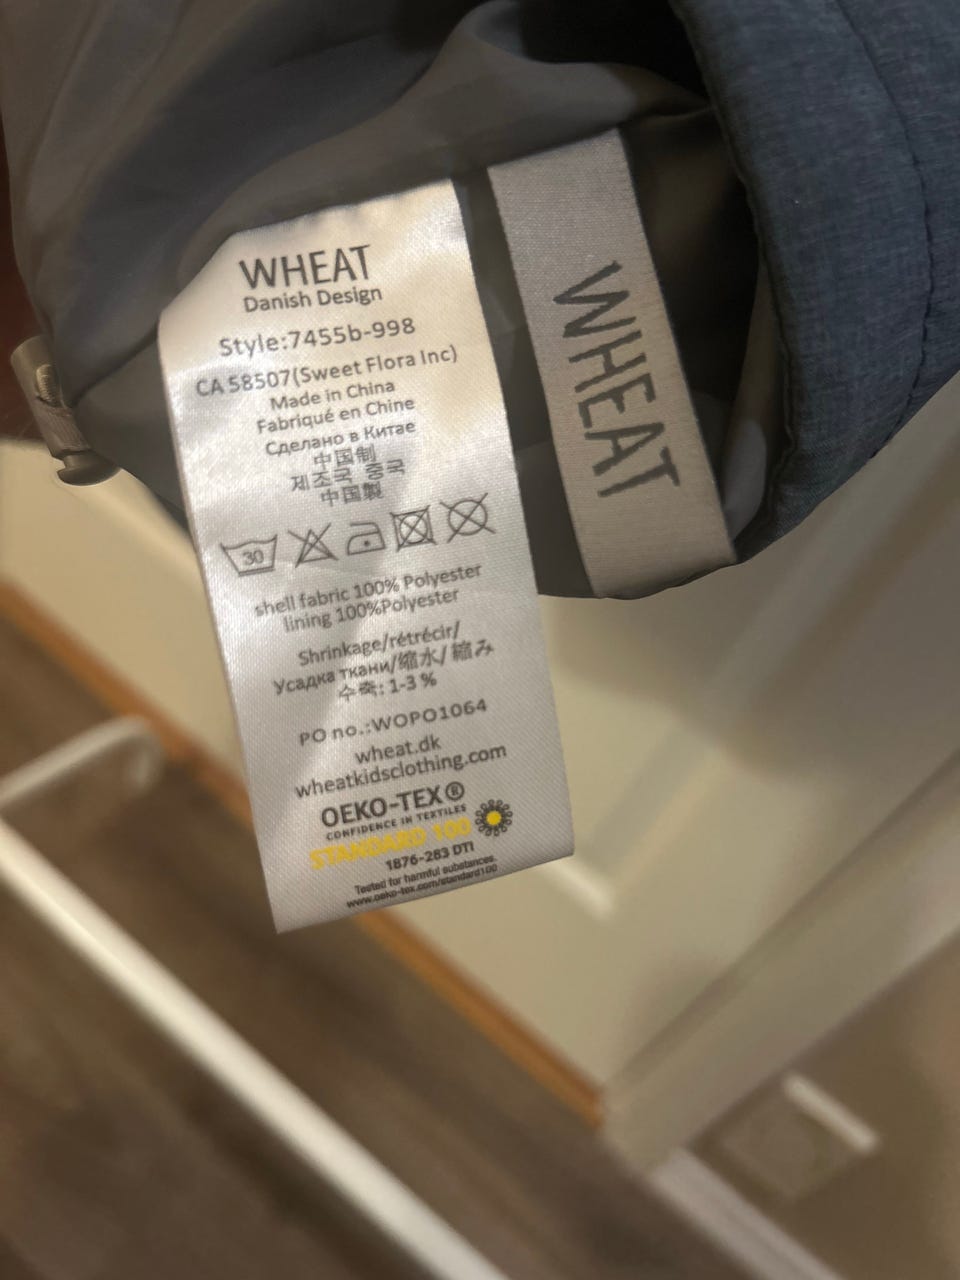 WHEAT
Danish Design
Style:7455b-998
CA 58507(Sweet Flora Inc)
Made in China
Fabriqué en Chine
Сделано в Китае
中国制
제조국 중국
中国製
30
shell fabric 100% Polyester
lining 100%Polyester
Shrinkage/rétrécir/
Усадка ткани/缩水/ 縮み
수축: 1-3 %
PO no.:WOPO1064
wheat.dk
wheatkidsclothing.com
OEKO-TEX®
CONFIDENCE IN TEXTILES
STANDARD 100
1876-283 DTI
Tested for harmful substances.
www.oeko-tex.com/standard100
WHEAT